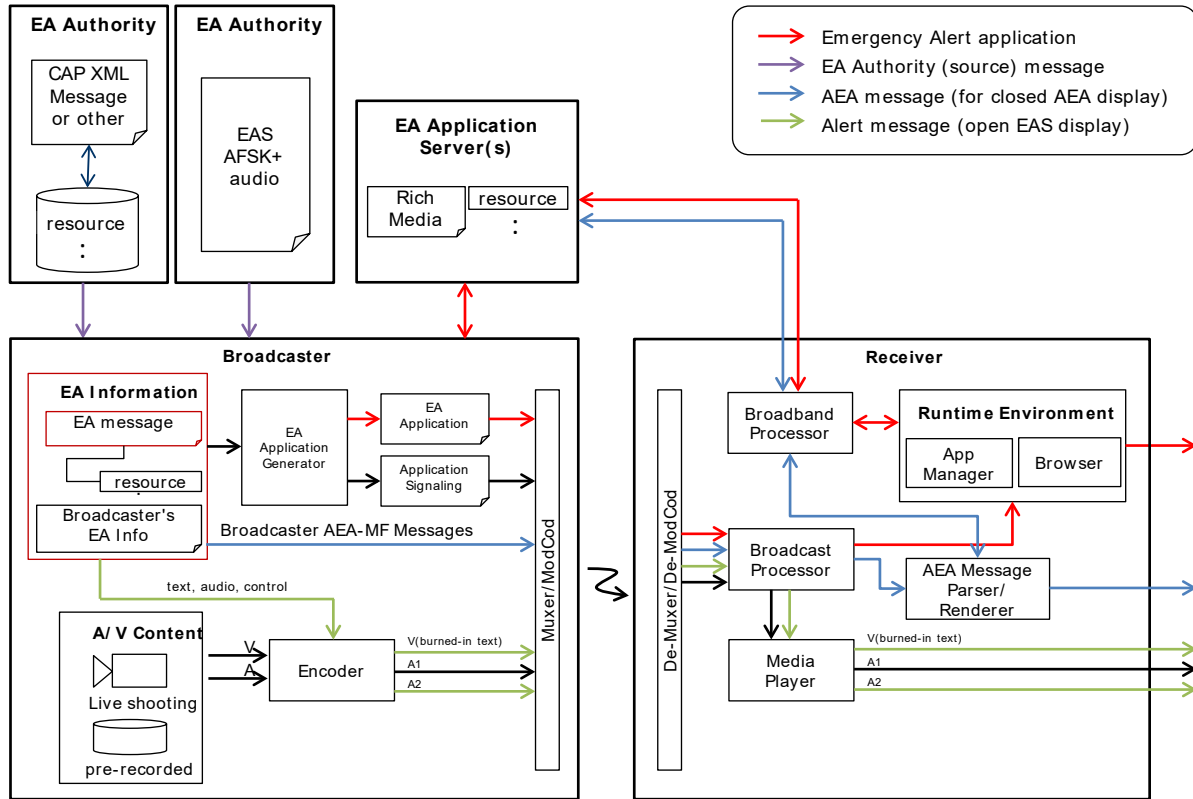 EA Authority
CAP XML
Message
or other
resource
:
EA Authority
EAS
AFSK+
audio
EA Application
Server(s)
Rich
Media
resource
:
Emergency Alert application
EA Authority (source) message
AEA message (for closed AEA display)
Alert message (open EAS display)
Broadcaster
EA Information
EA message
resource
Broadcaster's
EA Info
EA
Application
Generator
EA
Application
Application
Signaling
Broadcaster AEA-MF Messages
text, audio, control
A/ V Content
Live shooting
pre-recorded
V
A
Encoder
V(burned-in text)
A1
A2
Muxer/ModCod
Receiver
De-Muxer/De-ModCod
Broadband
Processor
Runtime Environment
App
Manager
Browser
Broadcast
Processor
AEA Message
Parser/
Renderer
Media
Player
V(burned-in text)
A1
A2